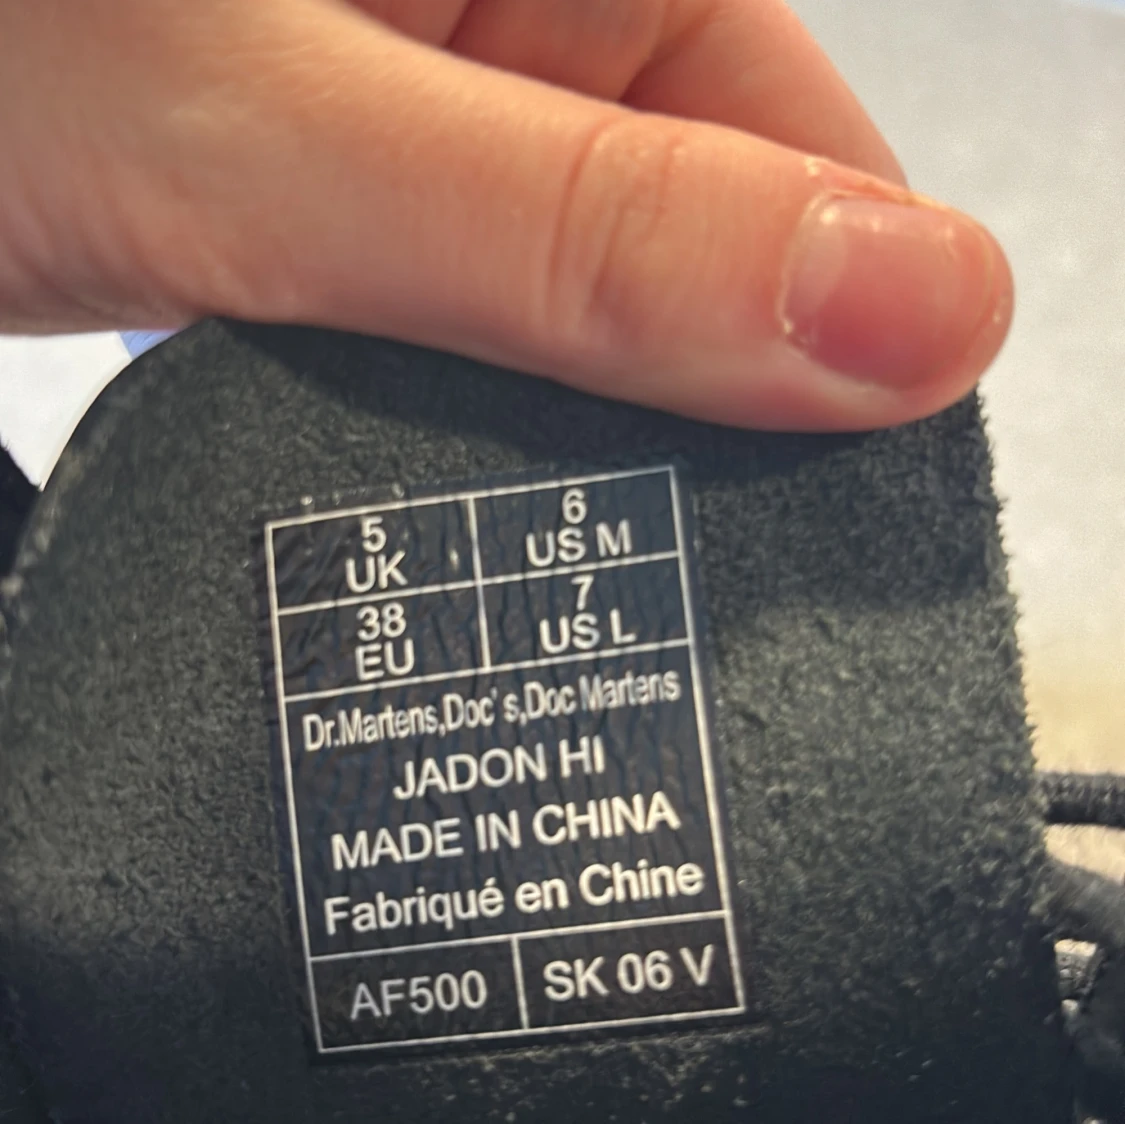 5
UK
6
US M
38
EU
7
US L
Dr.Martens,Doc's,Doc Martens
JADON HI
MADE IN CHINA
Fabriqué en Chine
AF500
SK 06 V